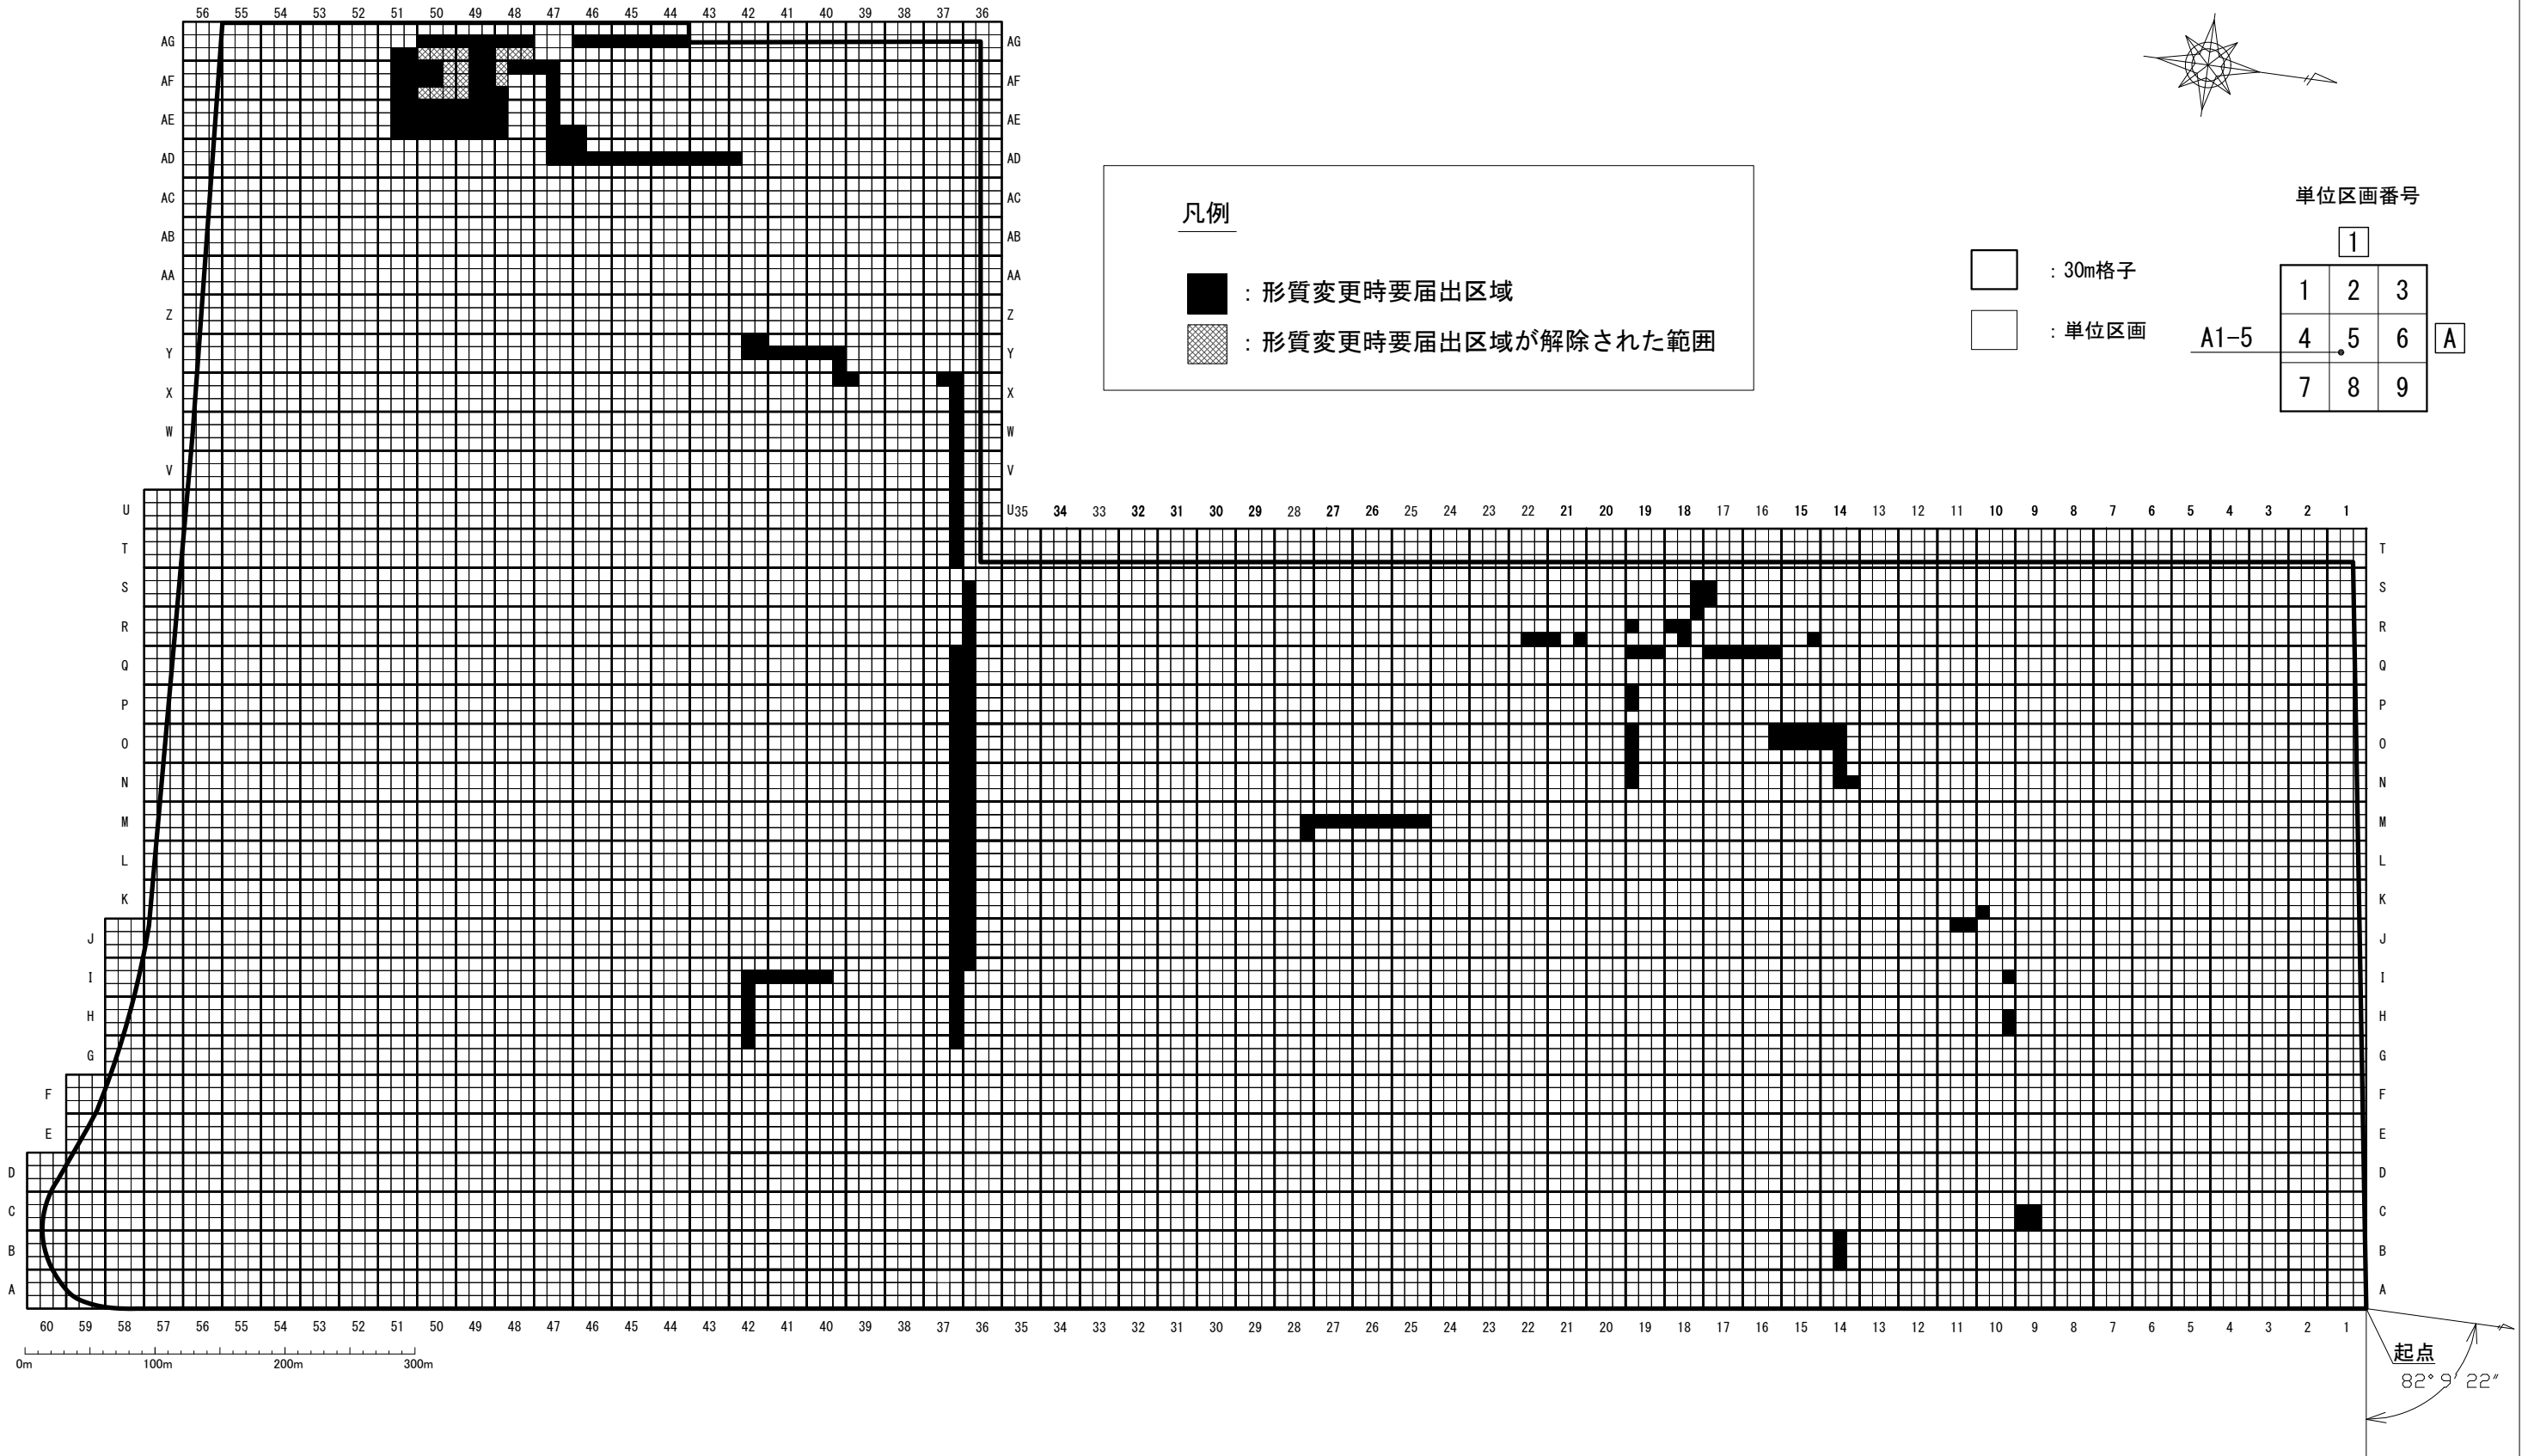 56 55 54 53 52 51 50 49 48 47 46 45 44 43 42 41 40 39 38 37 36
AG AG
AF AF
AE AE
AD AD
AC AC
AB AB
AA AA
Z Z
Y Y
X X
W W
V V
凡例
: 形質変更時要届出区域
: 形質変更時要届出区域が解除された範囲
: 30m格子
: 単位区画
単位区画番号
1
1 2 3
A1-5 4 5 6 A
7 8 9
U U 35 34 33 32 31 30 29 28 27 26 25 24 23 22 21 20 19 18 17 16 15 14 13 12 11 10 9 8 7 6 5 4 3 2 1
T T
S S
R R
Q Q
P P
O O
N N
M M
L L
K K
J J
I I
H H
G G
F F
E E
D D
C C
B B
A A
60 59 58 57 56 55 54 53 52 51 50 49 48 47 46 45 44 43 42 41 40 39 38 37 36 35 34 33 32 31 30 29 28 27 26 25 24 23 22 21 20 19 18 17 16 15 14 13 12 11 10 9 8 7 6 5 4 3 2 1
0m 100m 200m 300m
起点
82° 9′ 22″